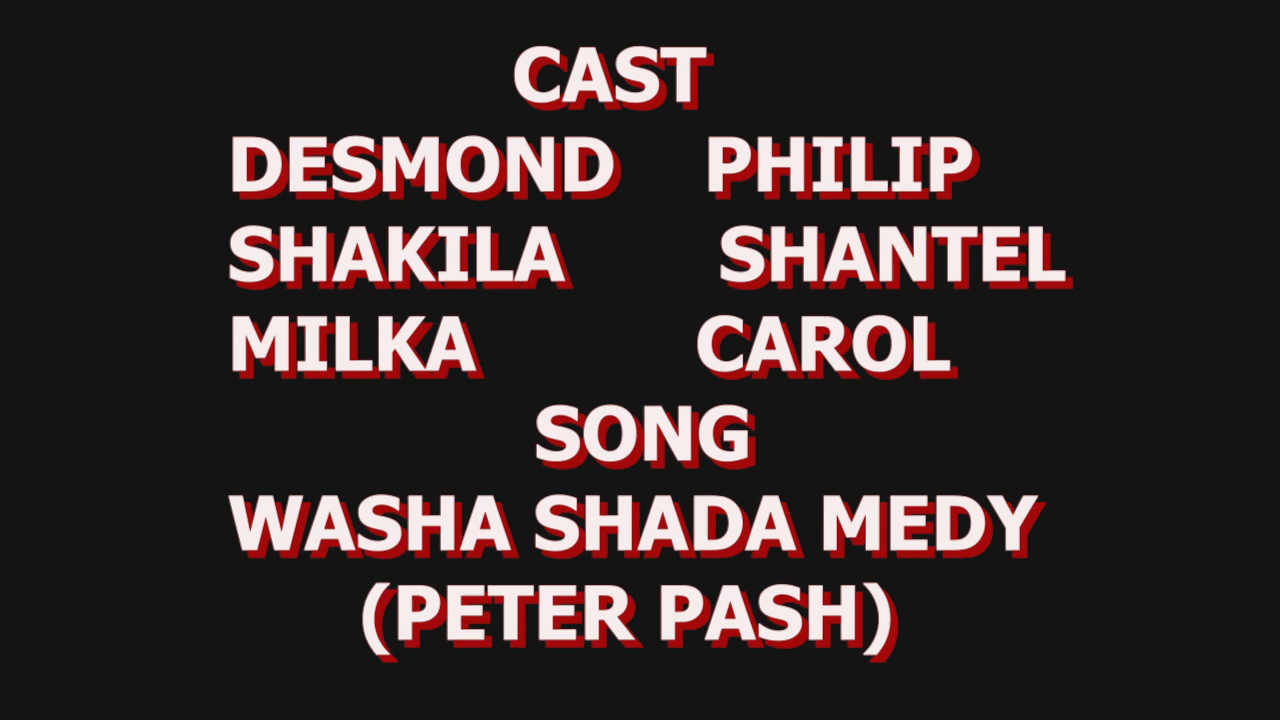 CAST
DESMOND PHILIP
SHAKILA SHANTEL
MILKA CAROL
SONG
WASHA SHADA MEDY
(PETER PASH)